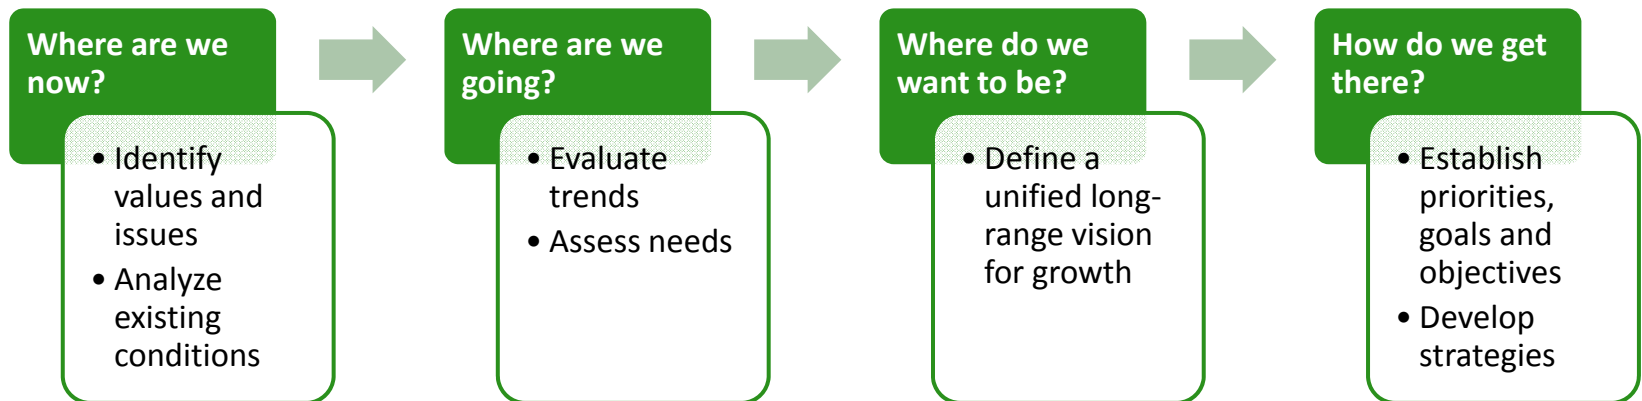 Where are we
now?
• Identify
values and
issues
• Analyze
existing
conditions
Where are we
going?
• Evaluate
trends
• Assess needs
Where do we
want to be?
• Define a
unified long-
range vision
for growth
How do we get
there?
• Establish
priorities,
goals and
objectives
• Develop
strategies